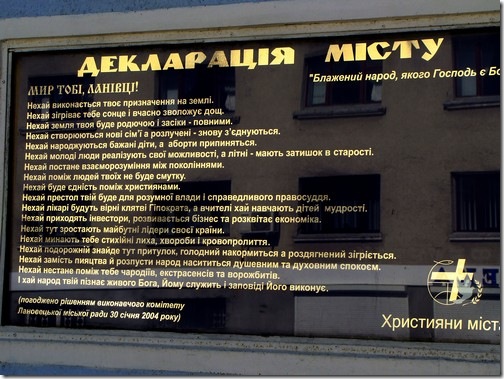 ДЕКЛАРАЦІЯ МІСТУ
"Блажений народ, якого Господь є
МИР ТОБІ, ЛАНІВЦІ!
Нехай виконається твоє призначення на землі.
Нехай зігріває тебе сонце і вчасно зволожує дощ.
Нехай земля твоя буде родючою і засіки - повними.
Нехай створюються нові сім'ї а розлучені - знову з'єднуються.
Нехай народжуються бажані діти, а аборти припиняться.
Нехай молоді люди реалізують свої можливості, а літні - мають затишок в старості.
Нехай постане взаєморозуміння між поколіннями.
Нехай поміж людей твоїх не буде смутку.
Нехай буде єдність поміж християнами.
Нехай престол твій буде для розумної влади і справедливого правосуддя.
Нехай лікарі будуть вірні клятві Гіпократа, а вчителі хай навчають дітей мудрості.
Нехай приходять інвестори, розвивається бізнес та розквітає економіка.
Нехай тут зростають майбутні лідери своєї країни.
Нехай минають тебе стихійні лиха, хвороби і кровопролиття.
Нехай подорожній знайде тут притулок, голодний накормиться а роздягнений зігріється.
Нехай замість пияцтва й розпусти народ насититься душевним та духовним спокоєм.
Нехай нестане поміж тебе чародіїв, екстрасенсів та ворожбитів.
І хай народ твій пізнає живого Бога, Йому служить і заповіді Його виконує.
(погоджено рішенням виконавчого комітету
Лановецької міської ради 30 січня 2004 року)
Християни міст